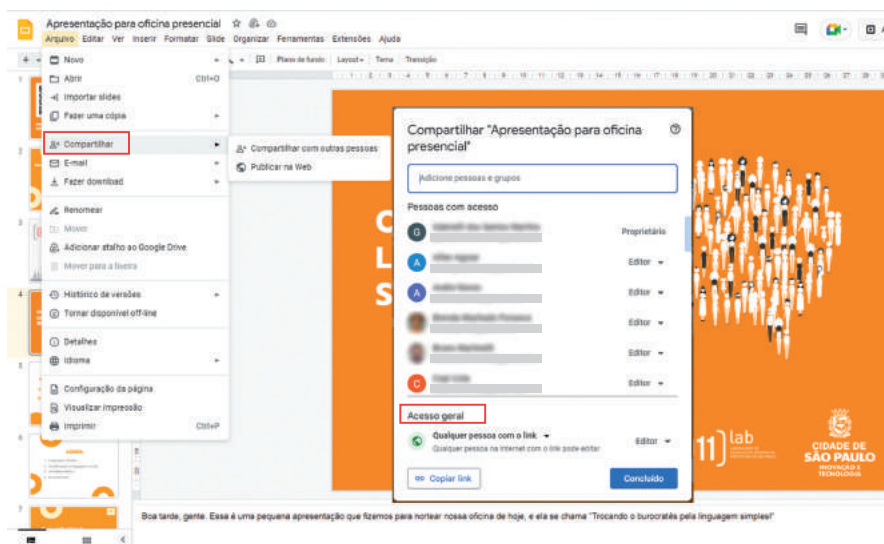 Apresentação para oficina presencial
Arquivo Editar Ver Inserir Formatar Slide Organizar Ferramentas Extensões Ajuda
Plano de fundo Layout Tema Transição
Novo
Abrir Ctrl+O
Importar slides
Fazer uma cópia
Compartilhar
Compartilhar com outras pessoas
E-mail
Publicar na Web
Fazer download
Renomear
Mover
Adicionar atalho ao Google Drive
Mover para a lixeira
Histórico de versões
Tornar disponível off-line
Detalhes
Idioma
Configuração da página
Visualizar impressão
Imprimir Ctrl+P
Compartilhar "Apresentação para oficina
presencial"
Adicione pessoas e grupos
Pessoas com acesso
G Proprietário
A Editor
A Editor
Editor
Editor
C Editor
Acesso geral
Qualquer pessoa com o link Editor
Qualquer pessoa na Internet com o link pode editar
Copiar link Concluído
C
L
S
11) lab
CIDADE DE
SÃO PAULO
INOVAÇÃO E
TECNOLOGIA
Boa tarde, gente. Essa é uma pequena apresentação que fizemos para nortear nossa oficina de hoje, e ela se chama "Trocando o burocratês pela linguagem simples!"